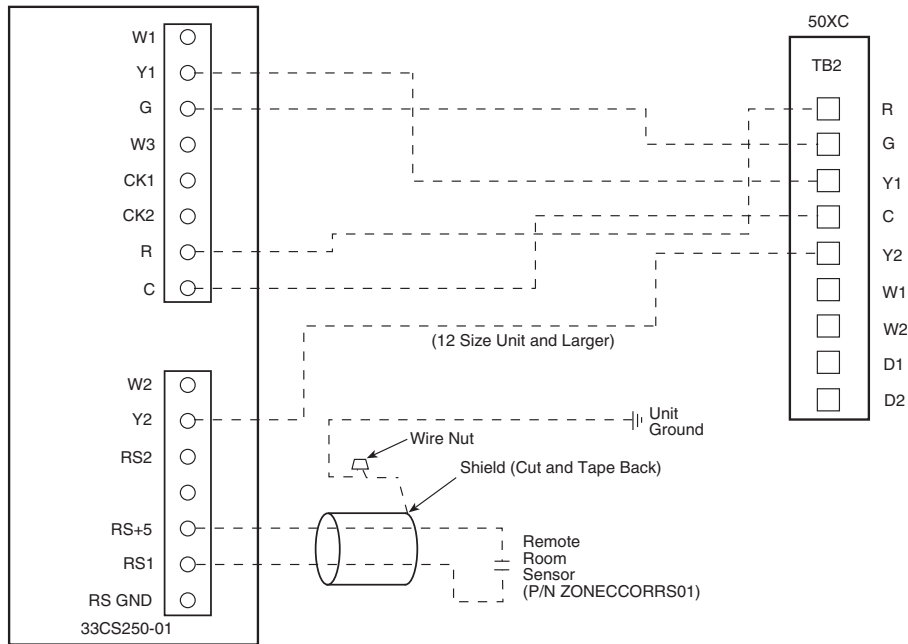 W1
Y1
G
W3
CK1
CK2
R
C
W2
Y2
RS2
RS+5
RS1
RS GND
33CS250-01
(12 Size Unit and Larger)
Unit
Ground
Wire Nut
Shield (Cut and Tape Back)
Remote
Room
Sensor
(P/N ZONECCORRS01)
50XC
TB2
R
G
Y1
C
Y2
W1
W2
D1
D2